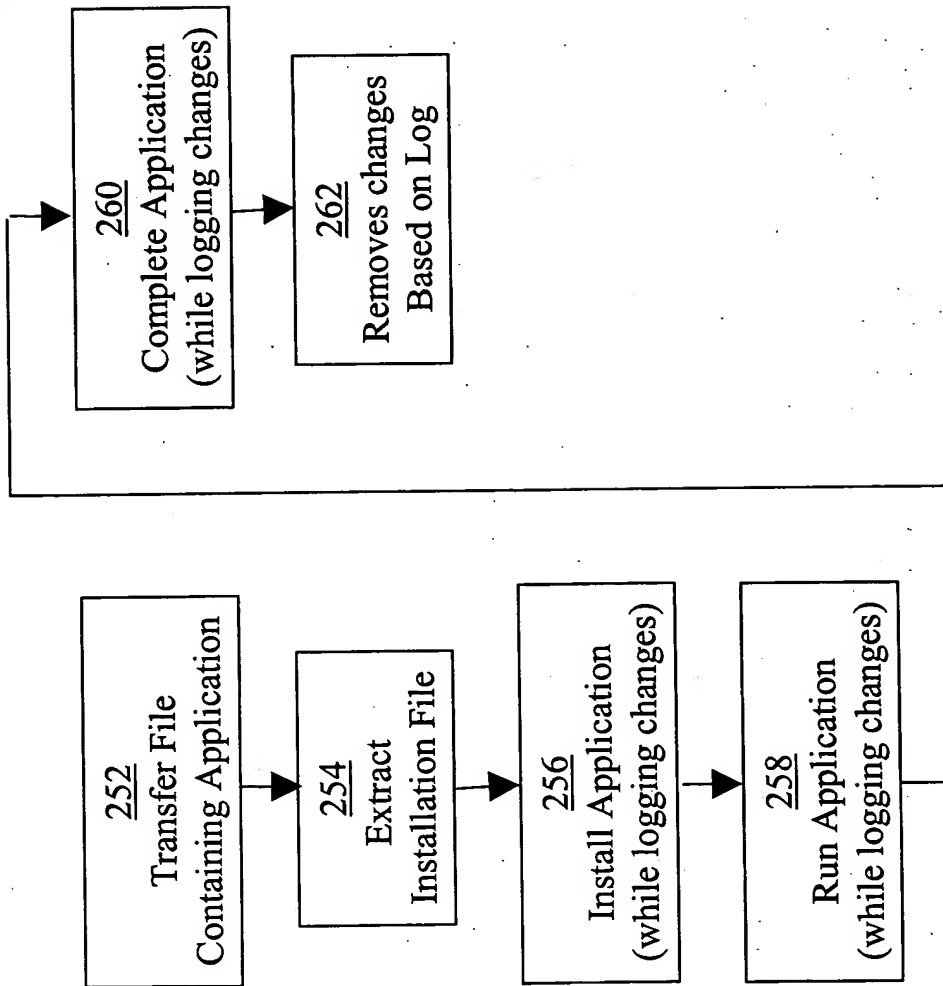 252
Transfer File
Containing Application
254
Extract
Installation File
256
Install Application
(while logging changes)
258
Run Application
(while logging changes)
260
Complete Application
(while logging changes)
262
Removes changes
Based on Log